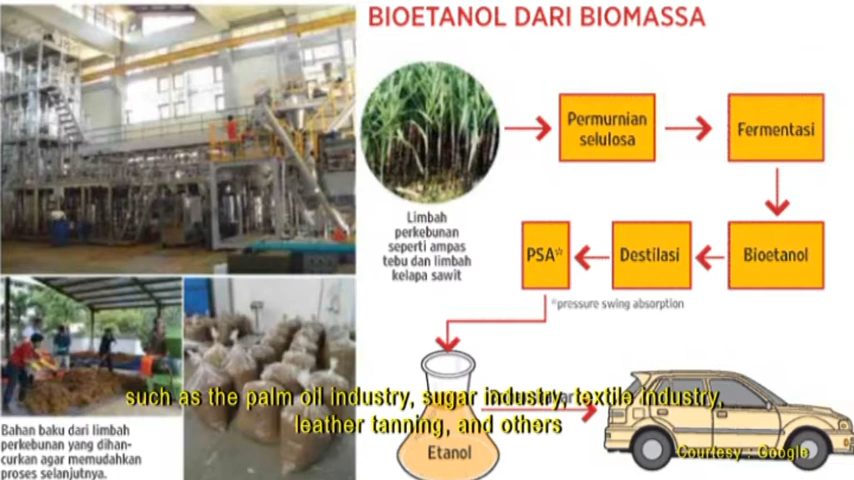 BIOETANOL DARI BIOMASSA
Permurnian
selulosa
Fermentasi
Limbah
perkebunan
seperti ampas
tebu dan limbah
kelapa sawit
PSA☆
Destilasi
Bioetanol
*pressure swing absorption
such as the palm oil industry, sugar industry, textile industry,
leather tanning, and others
Etanol
Courtesy : Google
Bahan baku dari limbah
perkebunan yang dihan-
curkan agar memudahkan
proses selanjutnya.